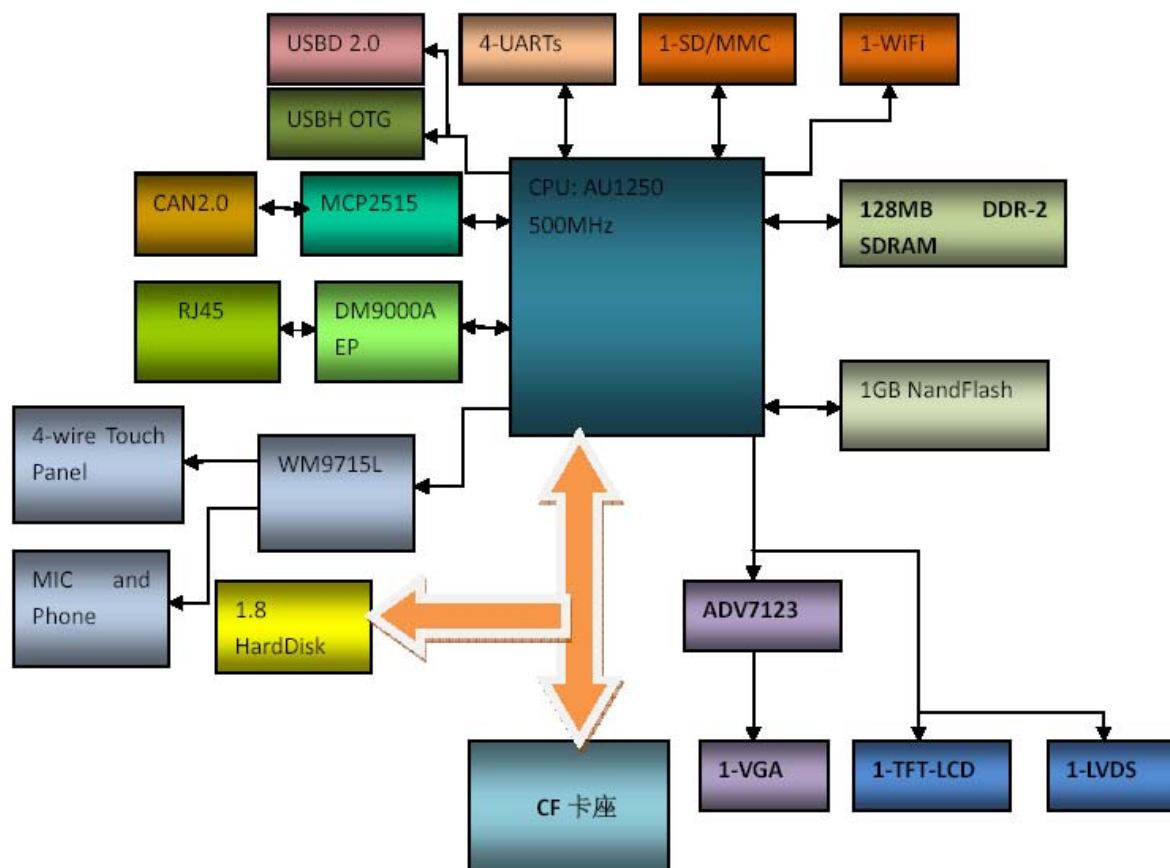 USBD 2.0
4-UARTs
1-SD/MMC
1-WiFi
USBH OTG
CPU: AU1250
500MHz
CAN2.0
MCP2515
128MB DDR-2
SDRAM
RJ45
DM9000A
EP
1GB NandFlash
4-wire Touch
Panel
WM9715L
MIC and
Phone
1.8
HardDisk
ADV7123
1-VGA
1-TFT-LCD
1-LVDS
CF 卡座